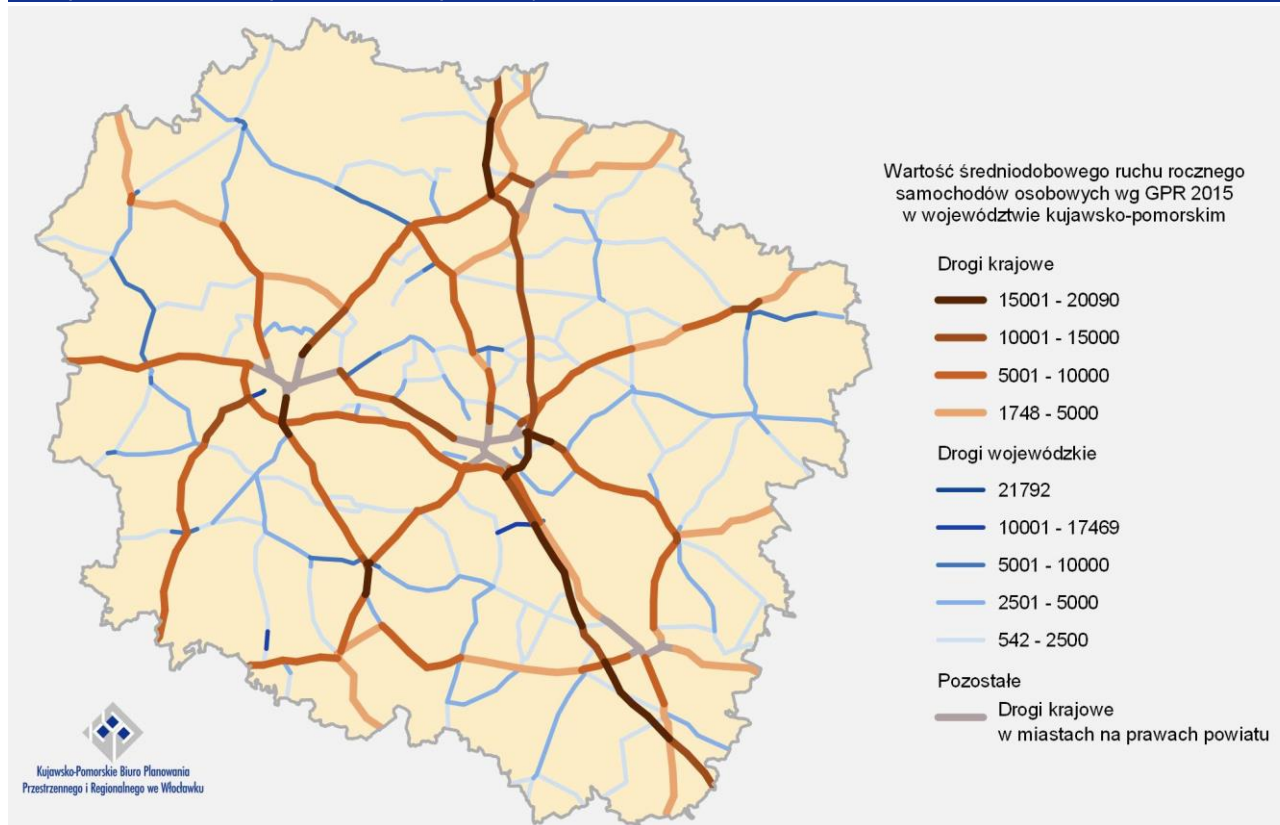 Wartość średniodobowego ruchu rocznego
samochodów osobowych wg GPR 2015
w województwie kujawsko-pomorskim
Drogi krajowe
15001 - 20090
10001 - 15000
5001 - 10000
1748 - 5000
Drogi wojewódzkie
21792
10001 - 17469
5001 - 10000
2501 - 5000
542 - 2500
Pozostałe
Drogi krajowe
w miastach na prawach powiatu
Kujawsko-Pomorskie Biuro Planowania
Przestrzennego i Regionalnego we Włocławku